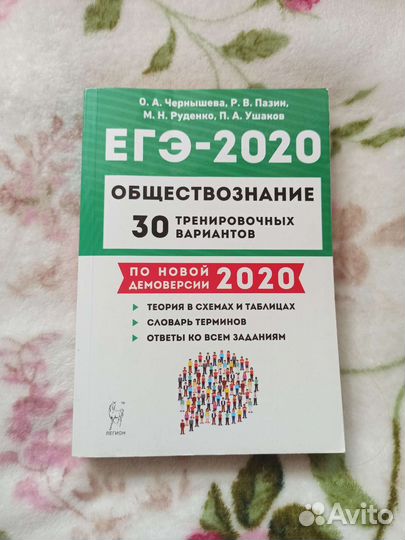 О. А. Чернышева, Р. В. Пазин,
М. Н. Руденко, П. А. Ушаков
ЕГЭ-2020
ОБЩЕСТВОЗНАНИЕ
30 ТРЕНИРОВОЧНЫХ
ВАРИАНТОВ
ПО НОВОЙ
ДЕМОВЕРСИИ 2020
ТЕОРИЯ В СХЕМАХ И ТАБЛИЦАХ
СЛОВАРЬ ТЕРМИНОВ
ОТВЕТЫ КО ВСЕМ ЗАДАНИЯМ
ЛЕГИОН
Avito